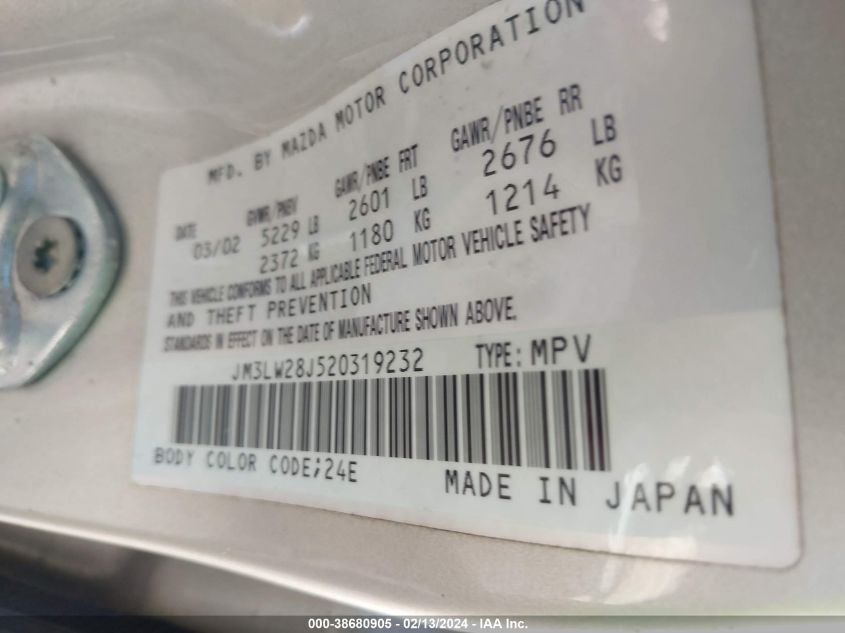 MFD. BY MAZDA MOTOR CORPORATION
DATE GVWR/PNBV GAWR/PNBE FRT GAWR/PNBE RR
03/02 5229 LB 2601 LB 2676 LB
2372 KG 1180 KG 1214 KG
THIS VEHICLE CONFORMS TO ALL APPLICABLE FEDERAL MOTOR VEHICLE SAFETY
AND THEFT PREVENTION
STANDARDS IN EFFECT ON THE DATE OF MANUFACTURE SHOWN ABOVE.
JM3LW28J520319232 TYPE: MPV
BODY COLOR CODE;24E
MADE IN JAPAN
000-38680905 - 02/13/2024 - IAA Inc.